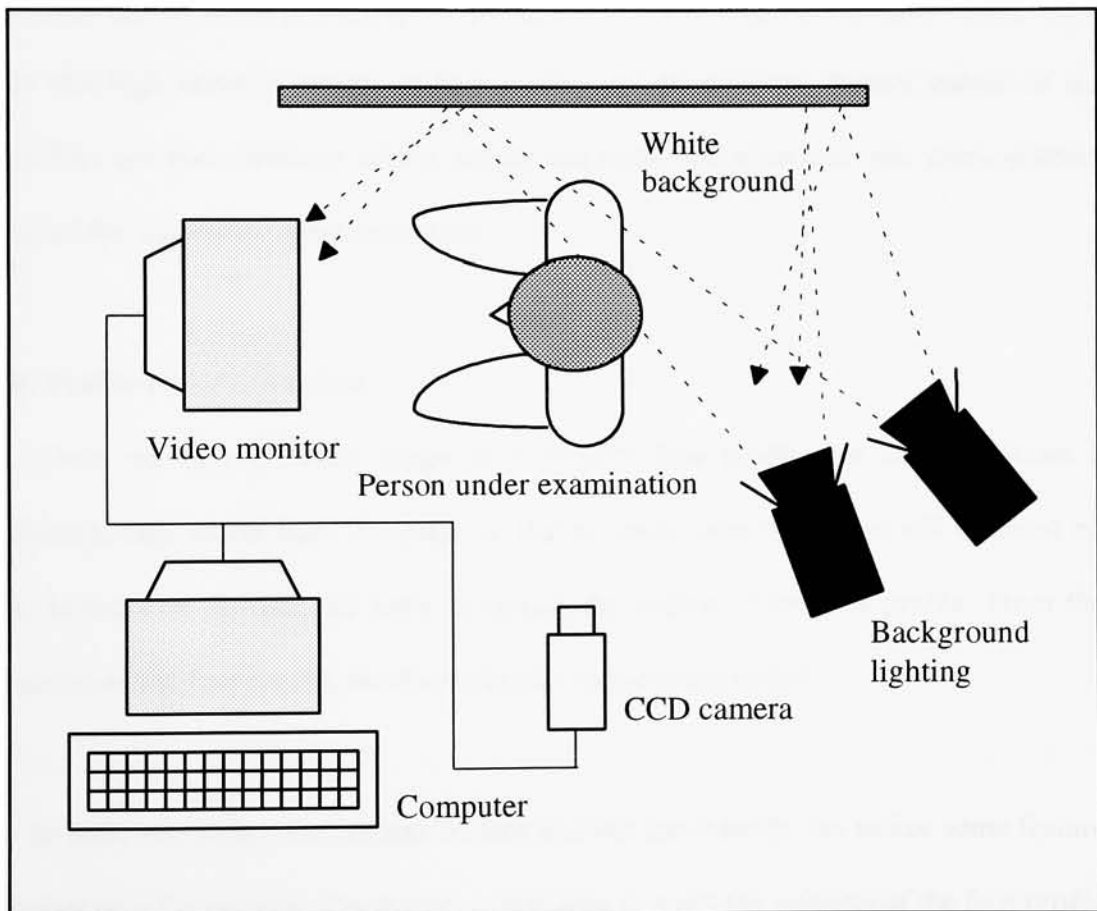 White
background
Video monitor
Person under examination
Background
lighting
CCD camera
Computer